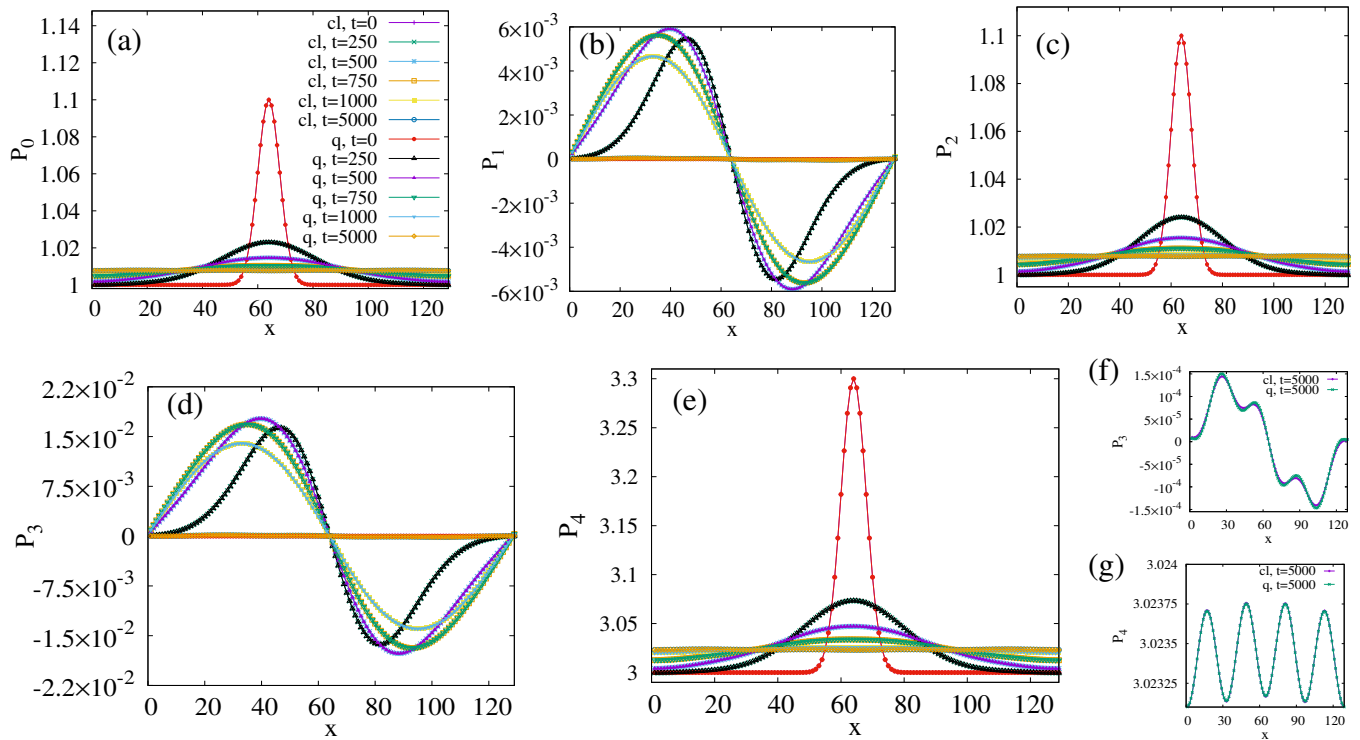 (a)
P0
1.14
1.12
1.1
1.08
1.06
1.04
1.02
1
0 20 40 60 80 100 120
x
cl, t=0
cl, t=250
cl, t=500
cl, t=750
cl, t=1000
cl, t=5000
q, t=0
q, t=250
q, t=500
q, t=750
q, t=1000
q, t=5000
(b)
P1
6×10-3
4×10-3
2×10-3
0
-2×10-3
-4×10-3
-6×10-3
0 20 40 60 80 100 120
x
(c)
P2
1.1
1.08
1.06
1.04
1.02
1
0 20 40 60 80 100 120
x
(d)
P3
2.2×10-2
1.5×10-2
7.5×10-3
0
-7.5×10-3
-1.5×10-2
-2.2×10-2
0 20 40 60 80 100 120
x
(e)
P4
3.3
3.25
3.2
3.15
3.1
3.05
3
0 20 40 60 80 100 120
x
(f)
P3
1.5×10-4
1×10-4
5×10-5
0
-5×10-5
-1×10-4
-1.5×10-4
0 30 60 90 120
x
cl, t=5000
q, t=5000
(g)
P4
3.024
3.02375
3.0235
3.02325
0 30 60 90 120
x
cl, t=5000
q, t=5000